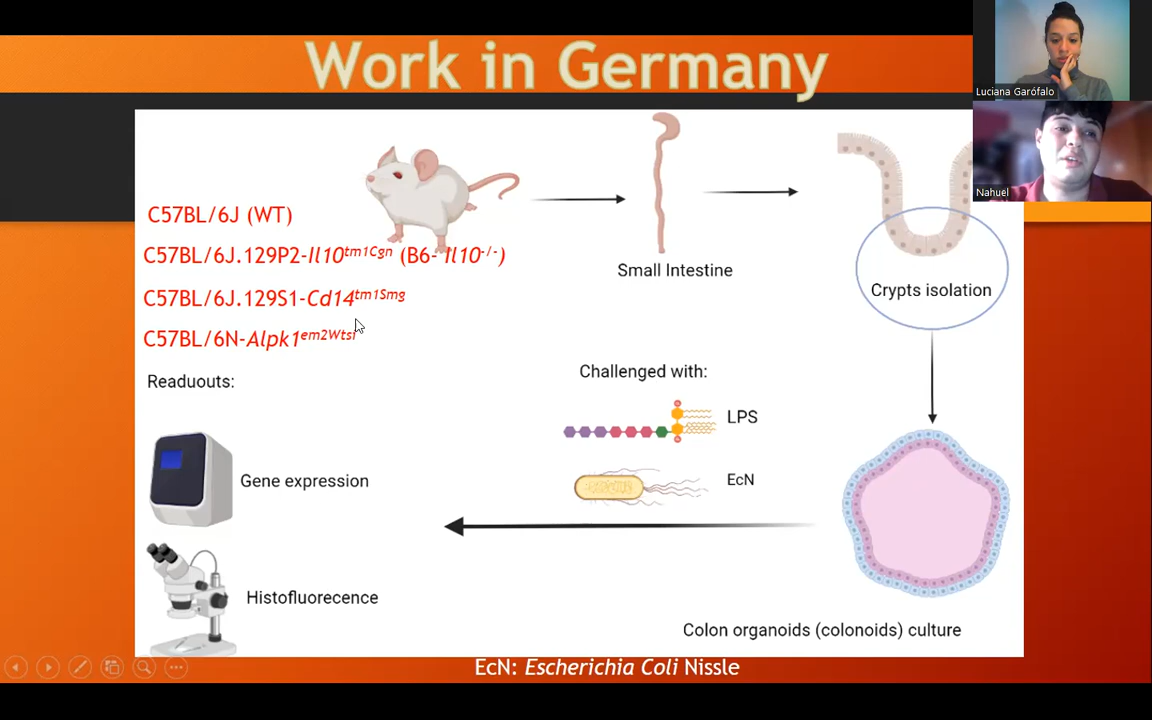 Work in Germany
Luciana Garófalo
Nahuel
C57BL/6J (WT)
C57BL/6J.129P2-Il10tm1Cgn (B6- Il10-/-)
C57BL/6J.129S1-Cd14tm1Smg
C57BL/6N-Alpk1em2Wtsi
Small Intestine
Crypts isolation
Readuouts:
Challenged with:
LPS
EcN
Gene expression
Histofluorecence
Colon organoids (colonoids) culture
EcN: Escherichia Coli Nissle